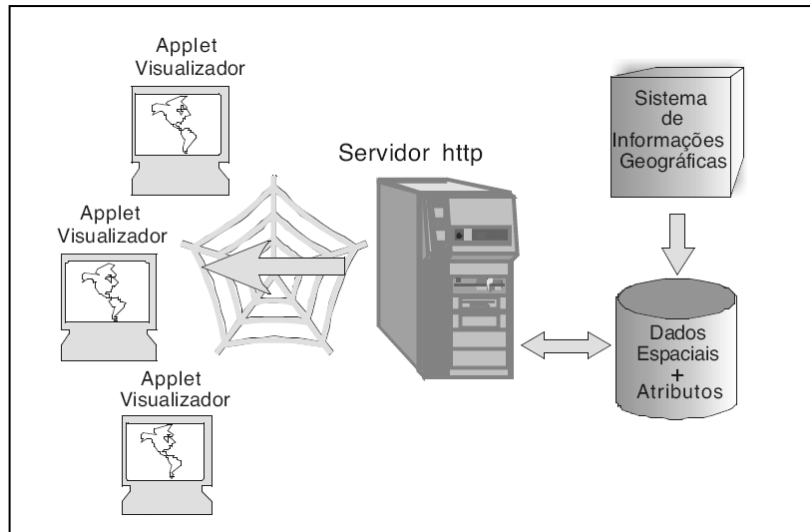 Applet
Visualizador
Applet
Visualizador
Applet
Visualizador
Servidor http
Sistema
de
Informações
Geográficas
Dados
Espaciais
+
Atributos